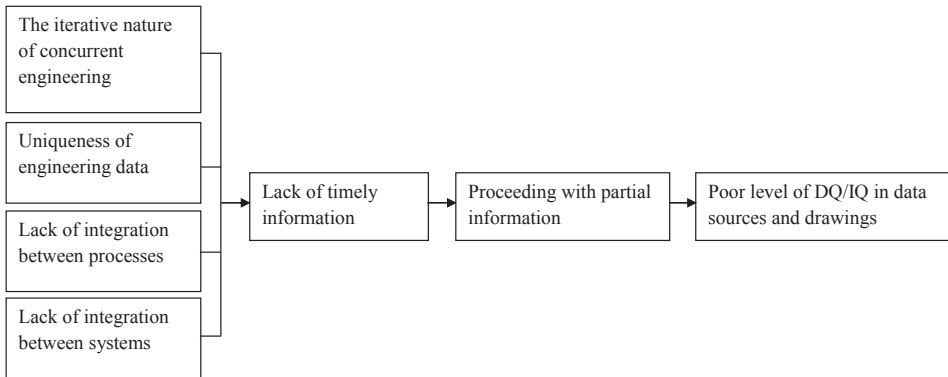 The iterative nature
of concurrent
engineering
Uniqueness of
engineering data
Lack of integration
between processes
Lack of integration
between systems
Lack of timely
information
Proceeding with partial
information
Poor level of DQ/IQ in data
sources and drawings